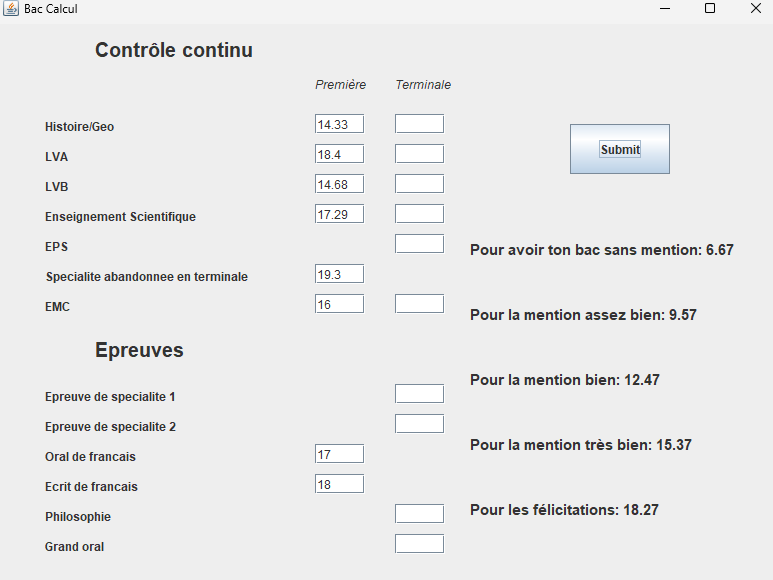 Bac Calcul
Contrôle continu
Première Terminale
Histoire/Geo 14.33
LVA 18.4
Submit
LVB 14.68
Enseignement Scientifique 17.29
EPS
Pour avoir ton bac sans mention: 6.67
Specialite abandonnee en terminale 19.3
EMC 16
Pour la mention assez bien: 9.57
Epreuves
Pour la mention bien: 12.47
Epreuve de specialite 1
Epreuve de specialite 2
Pour la mention très bien: 15.37
Oral de francais 17
Ecrit de francais 18
Pour les félicitations: 18.27
Philosophie
Grand oral